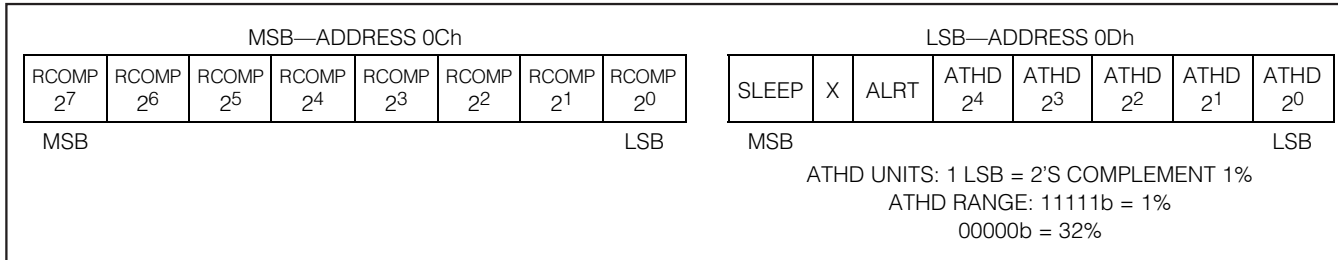 MSB—ADDRESS 0Ch
RCOMP 2⁷ RCOMP 2⁶ RCOMP 2⁵ RCOMP 2⁴ RCOMP 2³ RCOMP 2² RCOMP 2¹ RCOMP 2⁰
MSB LSB
LSB—ADDRESS 0Dh
SLEEP X ALRT ATHD 2⁴ ATHD 2³ ATHD 2² ATHD 2¹ ATHD 2⁰
MSB LSB
ATHD UNITS: 1 LSB = 2'S COMPLEMENT 1%
ATHD RANGE: 11111b = 1%
00000b = 32%